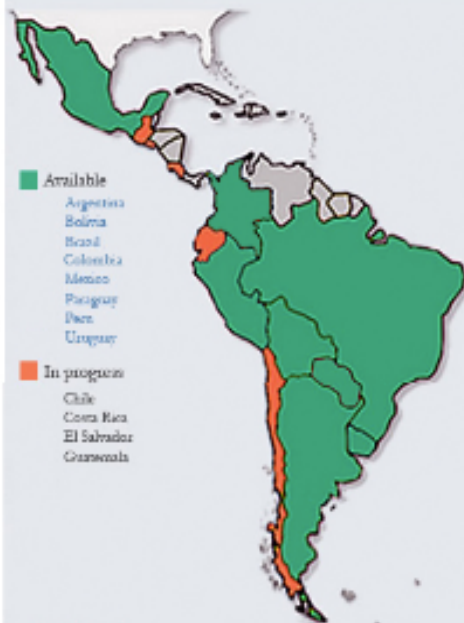 Available
Argentina
Bolivia
Brazil
Colombia
Mexico
Paraguay
Peru
Uruguay
In progress
Chile
Costa Rica
El Salvador
Guatemala